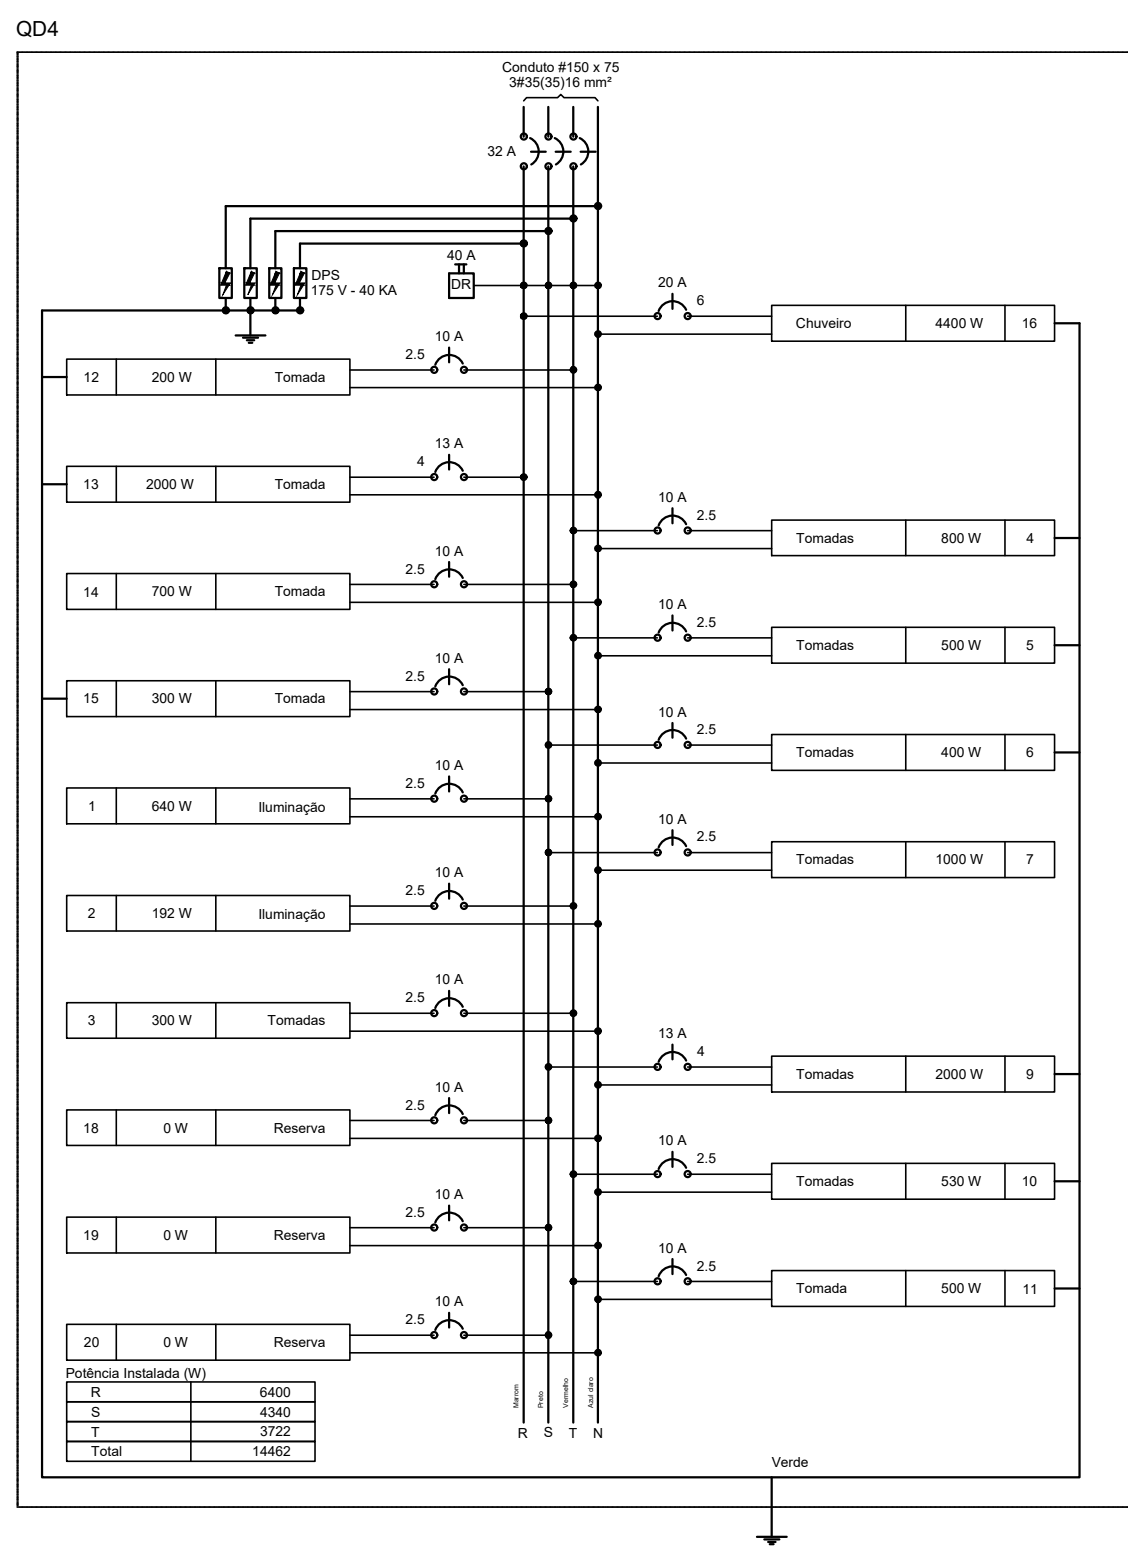 QD4
Conduto #150 x 75
3#35(35)16 mm²
32 A
DPS
175 V - 40 KA
40 A
DR
20 A
6
Chuveiro 4400 W 16
10 A
2.5
12 200 W Tomada
13 A
4
13 2000 W Tomada
10 A
2.5
Tomadas 800 W 4
10 A
2.5
14 700 W Tomada
10 A
2.5
Tomadas 500 W 5
10 A
2.5
15 300 W Tomada
10 A
2.5
Tomadas 400 W 6
10 A
2.5
1 640 W Iluminação
10 A
2.5
Tomadas 1000 W 7
10 A
2.5
2 192 W Iluminação
10 A
2.5
3 300 W Tomadas
13 A
4
Tomadas 2000 W 9
10 A
2.5
18 0 W Reserva
10 A
2.5
Tomadas 530 W 10
10 A
2.5
19 0 W Reserva
10 A
2.5
Tomada 500 W 11
10 A
2.5
20 0 W Reserva
Potência Instalada (W)
R 6400
S 4340
T 3722
Total 14462
Marrom
Preto
Vermelho
Azul claro
R S T N
Verde